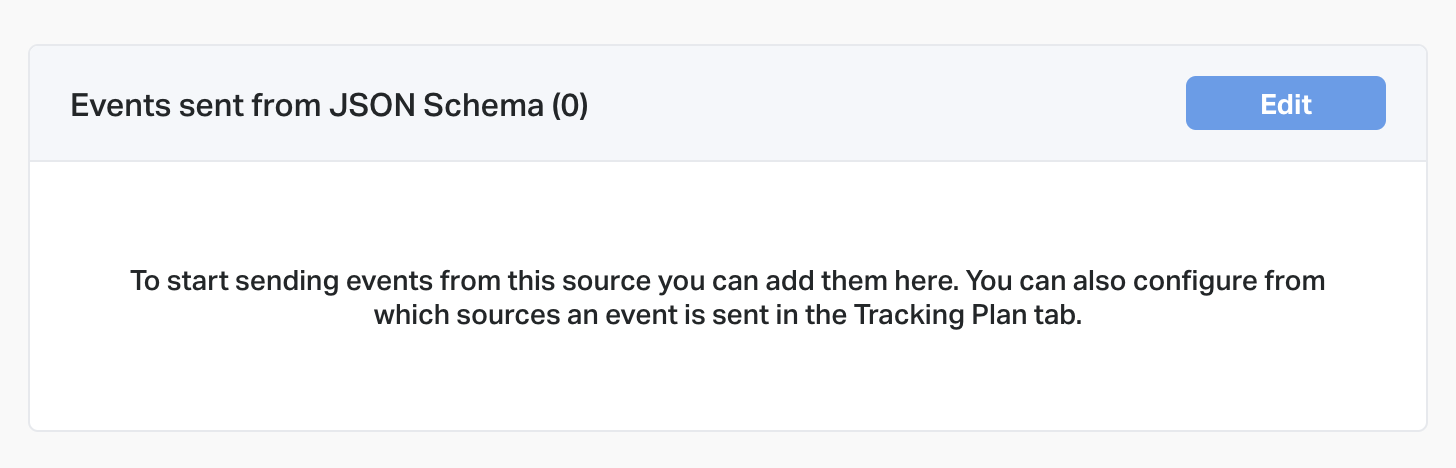 Events sent from JSON Schema (0)
Edit
To start sending events from this source you can add them here. You can also configure from
which sources an event is sent in the Tracking Plan tab.